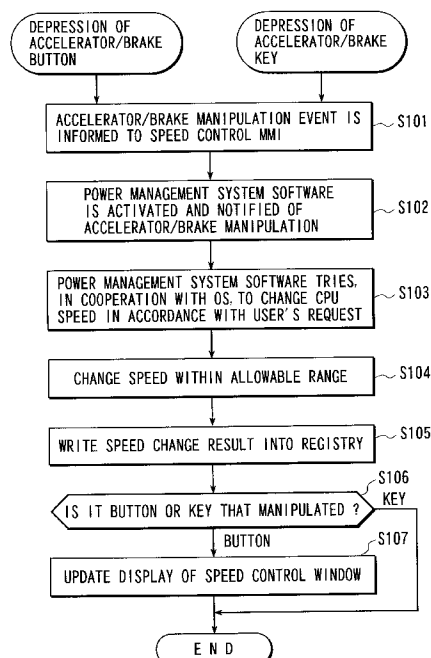 DEPRESSION OF
ACCELERATOR/BRAKE
BUTTON
DEPRESSION OF
ACCELERATOR/BRAKE
KEY
ACCELERATOR/BRAKE MANIPULATION EVENT IS
INFORMED TO SPEED CONTROL MMI
S101
POWER MANAGEMENT SYSTEM SOFTWARE
IS ACTIVATED AND NOTIFIED OF
ACCELERATOR/BRAKE MANIPULATION
S102
POWER MANAGEMENT SYSTEM SOFTWARE TRIES,
IN COOPERATION WITH OS, TO CHANGE CPU
SPEED IN ACCORDANCE WITH USER'S REQUEST
S103
CHANGE SPEED WITHIN ALLOWABLE RANGE
S104
WRITE SPEED CHANGE RESULT INTO REGISTRY
S105
S106
IS IT BUTTON OR KEY THAT MANIPULATED ?
KEY
BUTTON
S107
UPDATE DISPLAY OF SPEED CONTROL WINDOW
END